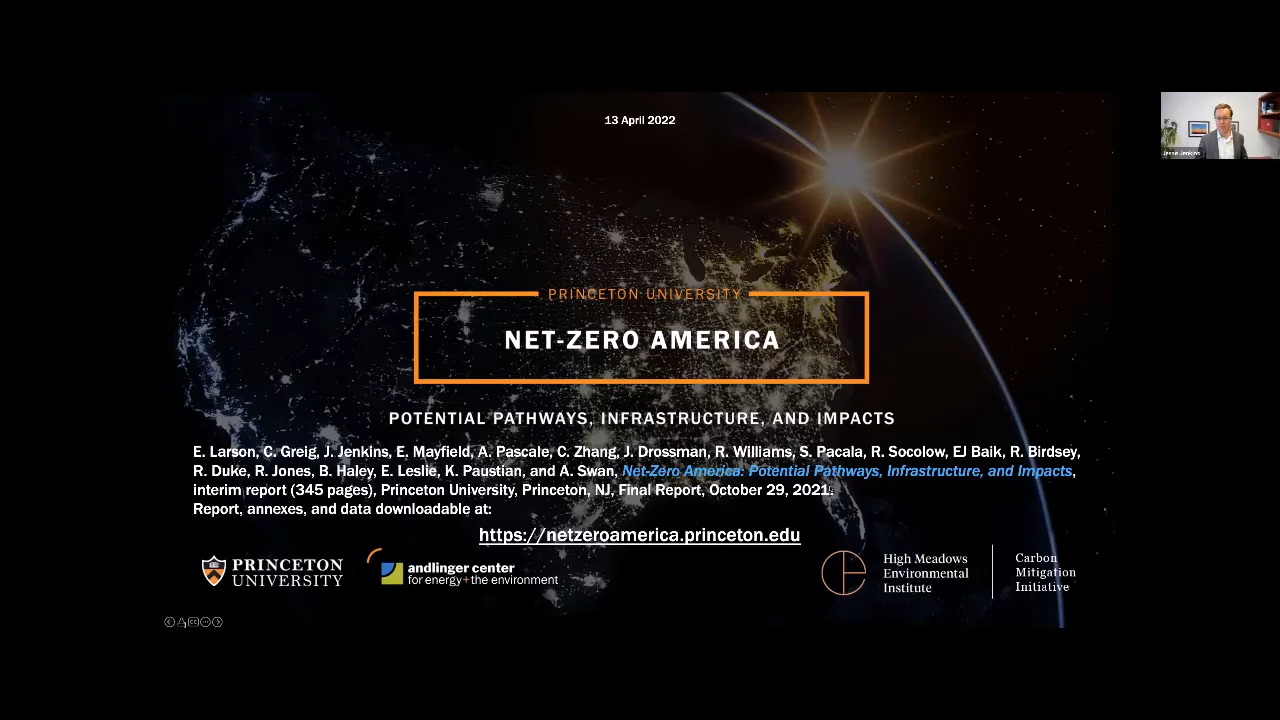 13 April 2022
Jesse Jenkins
PRINCETON UNIVERSITY
NET-ZERO AMERICA
POTENTIAL PATHWAYS, INFRASTRUCTURE, AND IMPACTS
E. Larson, C. Greig, J. Jenkins, E. Mayfield, A. Pascale, C. Zhang, J. Drossman, R. Williams, S. Pacala, R. Socolow, EJ Baik, R. Birdsey,
R. Duke, R. Jones, B. Haley, E. Leslie, K. Paustian, and A. Swan, Net-Zero America: Potential Pathways, Infrastructure, and Impacts,
interim report (345 pages), Princeton University, Princeton, NJ, Final Report, October 29, 2021.
Report, annexes, and data downloadable at:
https://netzeroamerica.princeton.edu
PRINCETON
UNIVERSITY
andlinger center
for energy+the environment
High Meadows
Environmental
Institute
Carbon
Mitigation
Initiative